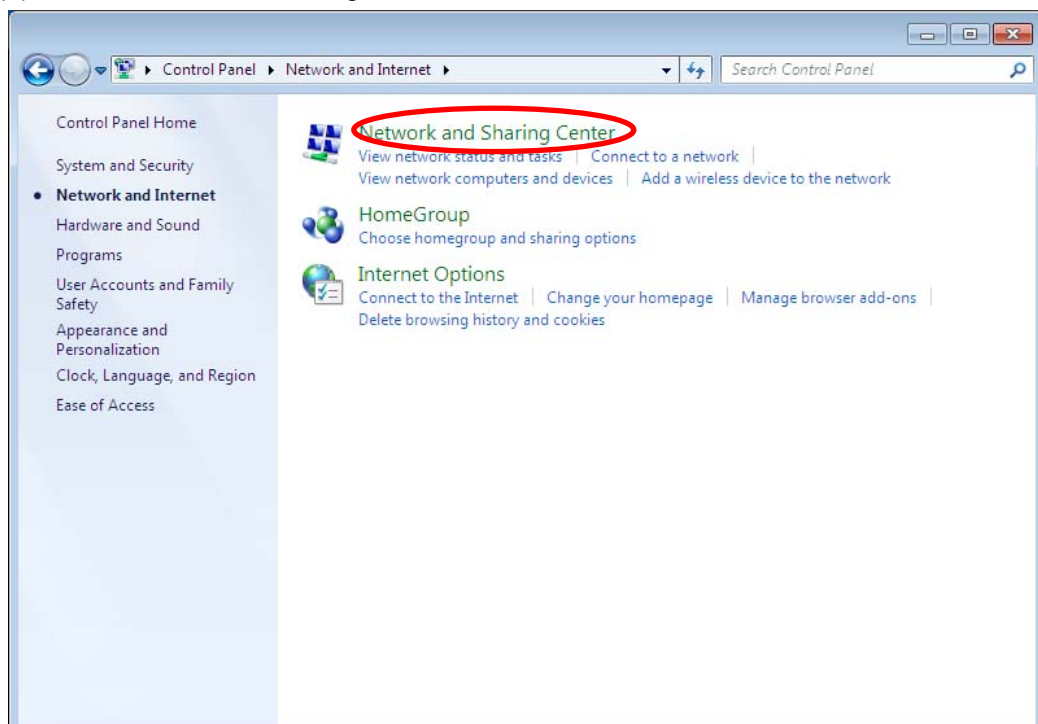 Control Panel ▸ Network and Internet ▸
Search Control Panel
Control Panel Home
System and Security
• Network and Internet
Hardware and Sound
Programs
User Accounts and Family
Safety
Appearance and
Personalization
Clock, Language, and Region
Ease of Access
Network and Sharing Center
View network status and tasks | Connect to a network |
View network computers and devices | Add a wireless device to the network
HomeGroup
Choose homegroup and sharing options
Internet Options
Connect to the Internet | Change your homepage | Manage browser add-ons |
Delete browsing history and cookies